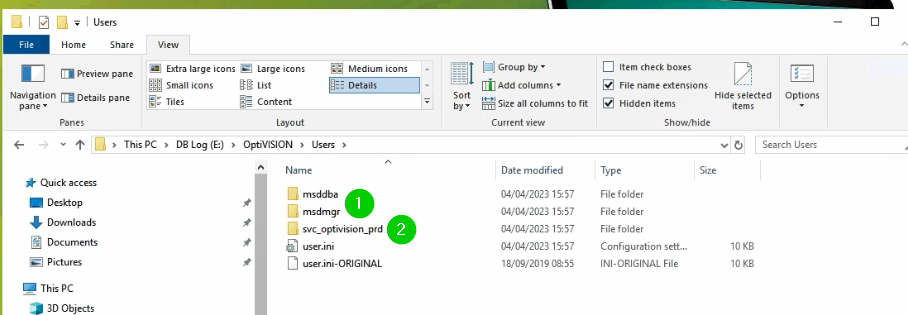 Users
File Home Share View
Navigation pane
Preview pane
Details pane
Panes
Extra large icons Large icons Medium icons
Small icons List Details
Tiles Content
Layout
Sort by
Group by
Add columns
Size all columns to fit
Current view
Item check boxes
File name extensions
Hidden items
Hide selected items
Show/hide
Options
This PC > DB Log (E:) > OptiVISION > Users >
Search Users
Quick access
Desktop
Downloads
Documents
Pictures
This PC
3D Objects
Name Date modified Type Size
msddba 04/04/2023 15:57 File folder
1
msdmgr 04/04/2023 15:57 File folder
svc_optivision_prd 2 04/04/2023 15:57 File folder
user.ini 04/04/2023 15:57 Configuration sett... 10 KB
user.ini-ORIGINAL 18/09/2019 08:55 INI-ORIGINAL File 10 KB